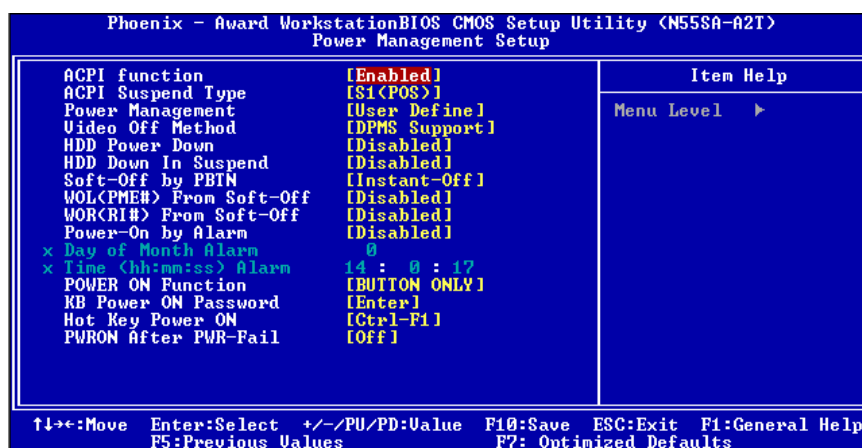 Phoenix - Award WorkstationBIOS CMOS Setup Utility (N55SA-A2T)
Power Management Setup
ACPI function [Enabled]
ACPI Suspend Type [S1(POS)]
Power Management [User Define]
Video Off Method [DPMS Support]
HDD Power Down [Disabled]
HDD Down In Suspend [Disabled]
Soft-Off by PBTN [Instant-Off]
WOL(PME#) From Soft-Off [Disabled]
WOR(RI#) From Soft-Off [Disabled]
Power-On by Alarm [Disabled]
x Day of Month Alarm 0
x Time (hh:mm:ss) Alarm 14 : 0 : 17
POWER ON Function [BUTTON ONLY]
KB Power ON Password [Enter]
Hot Key Power ON [Ctrl-F1]
PWRON After PWR-Fail [Off]
Item Help
Menu Level ►
↑↓→←:Move Enter:Select +/-/PU/PD:Value F10:Save ESC:Exit F1:General Help
F5:Previous Values F7: Optimized Defaults